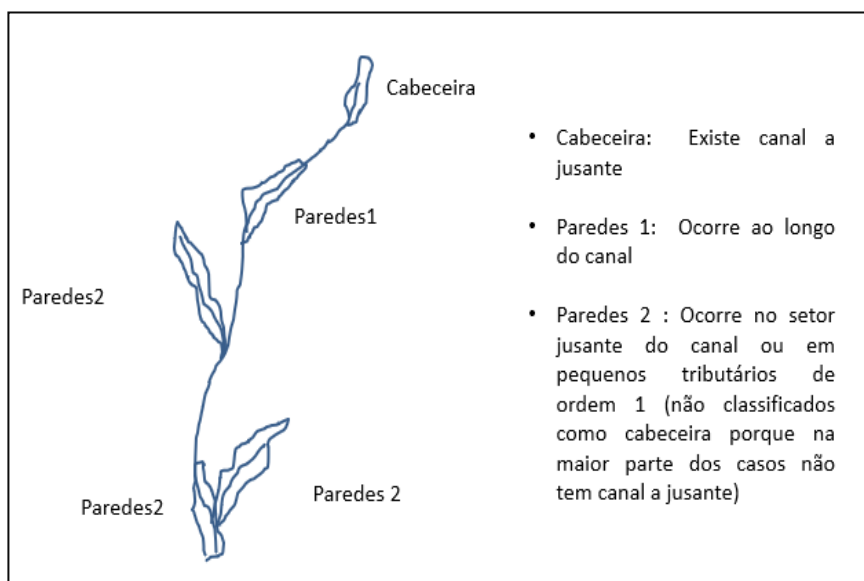 Cabeceira
Paredes1
Paredes2
Paredes2
Paredes 2
• Cabeceira: Existe canal a
jusante
• Paredes 1: Ocorre ao longo
do canal
• Paredes 2 : Ocorre no setor
jusante do canal ou em
pequenos tributários de
ordem 1 (não classificados
como cabeceira porque na
maior parte dos casos não
tem canal a jusante)